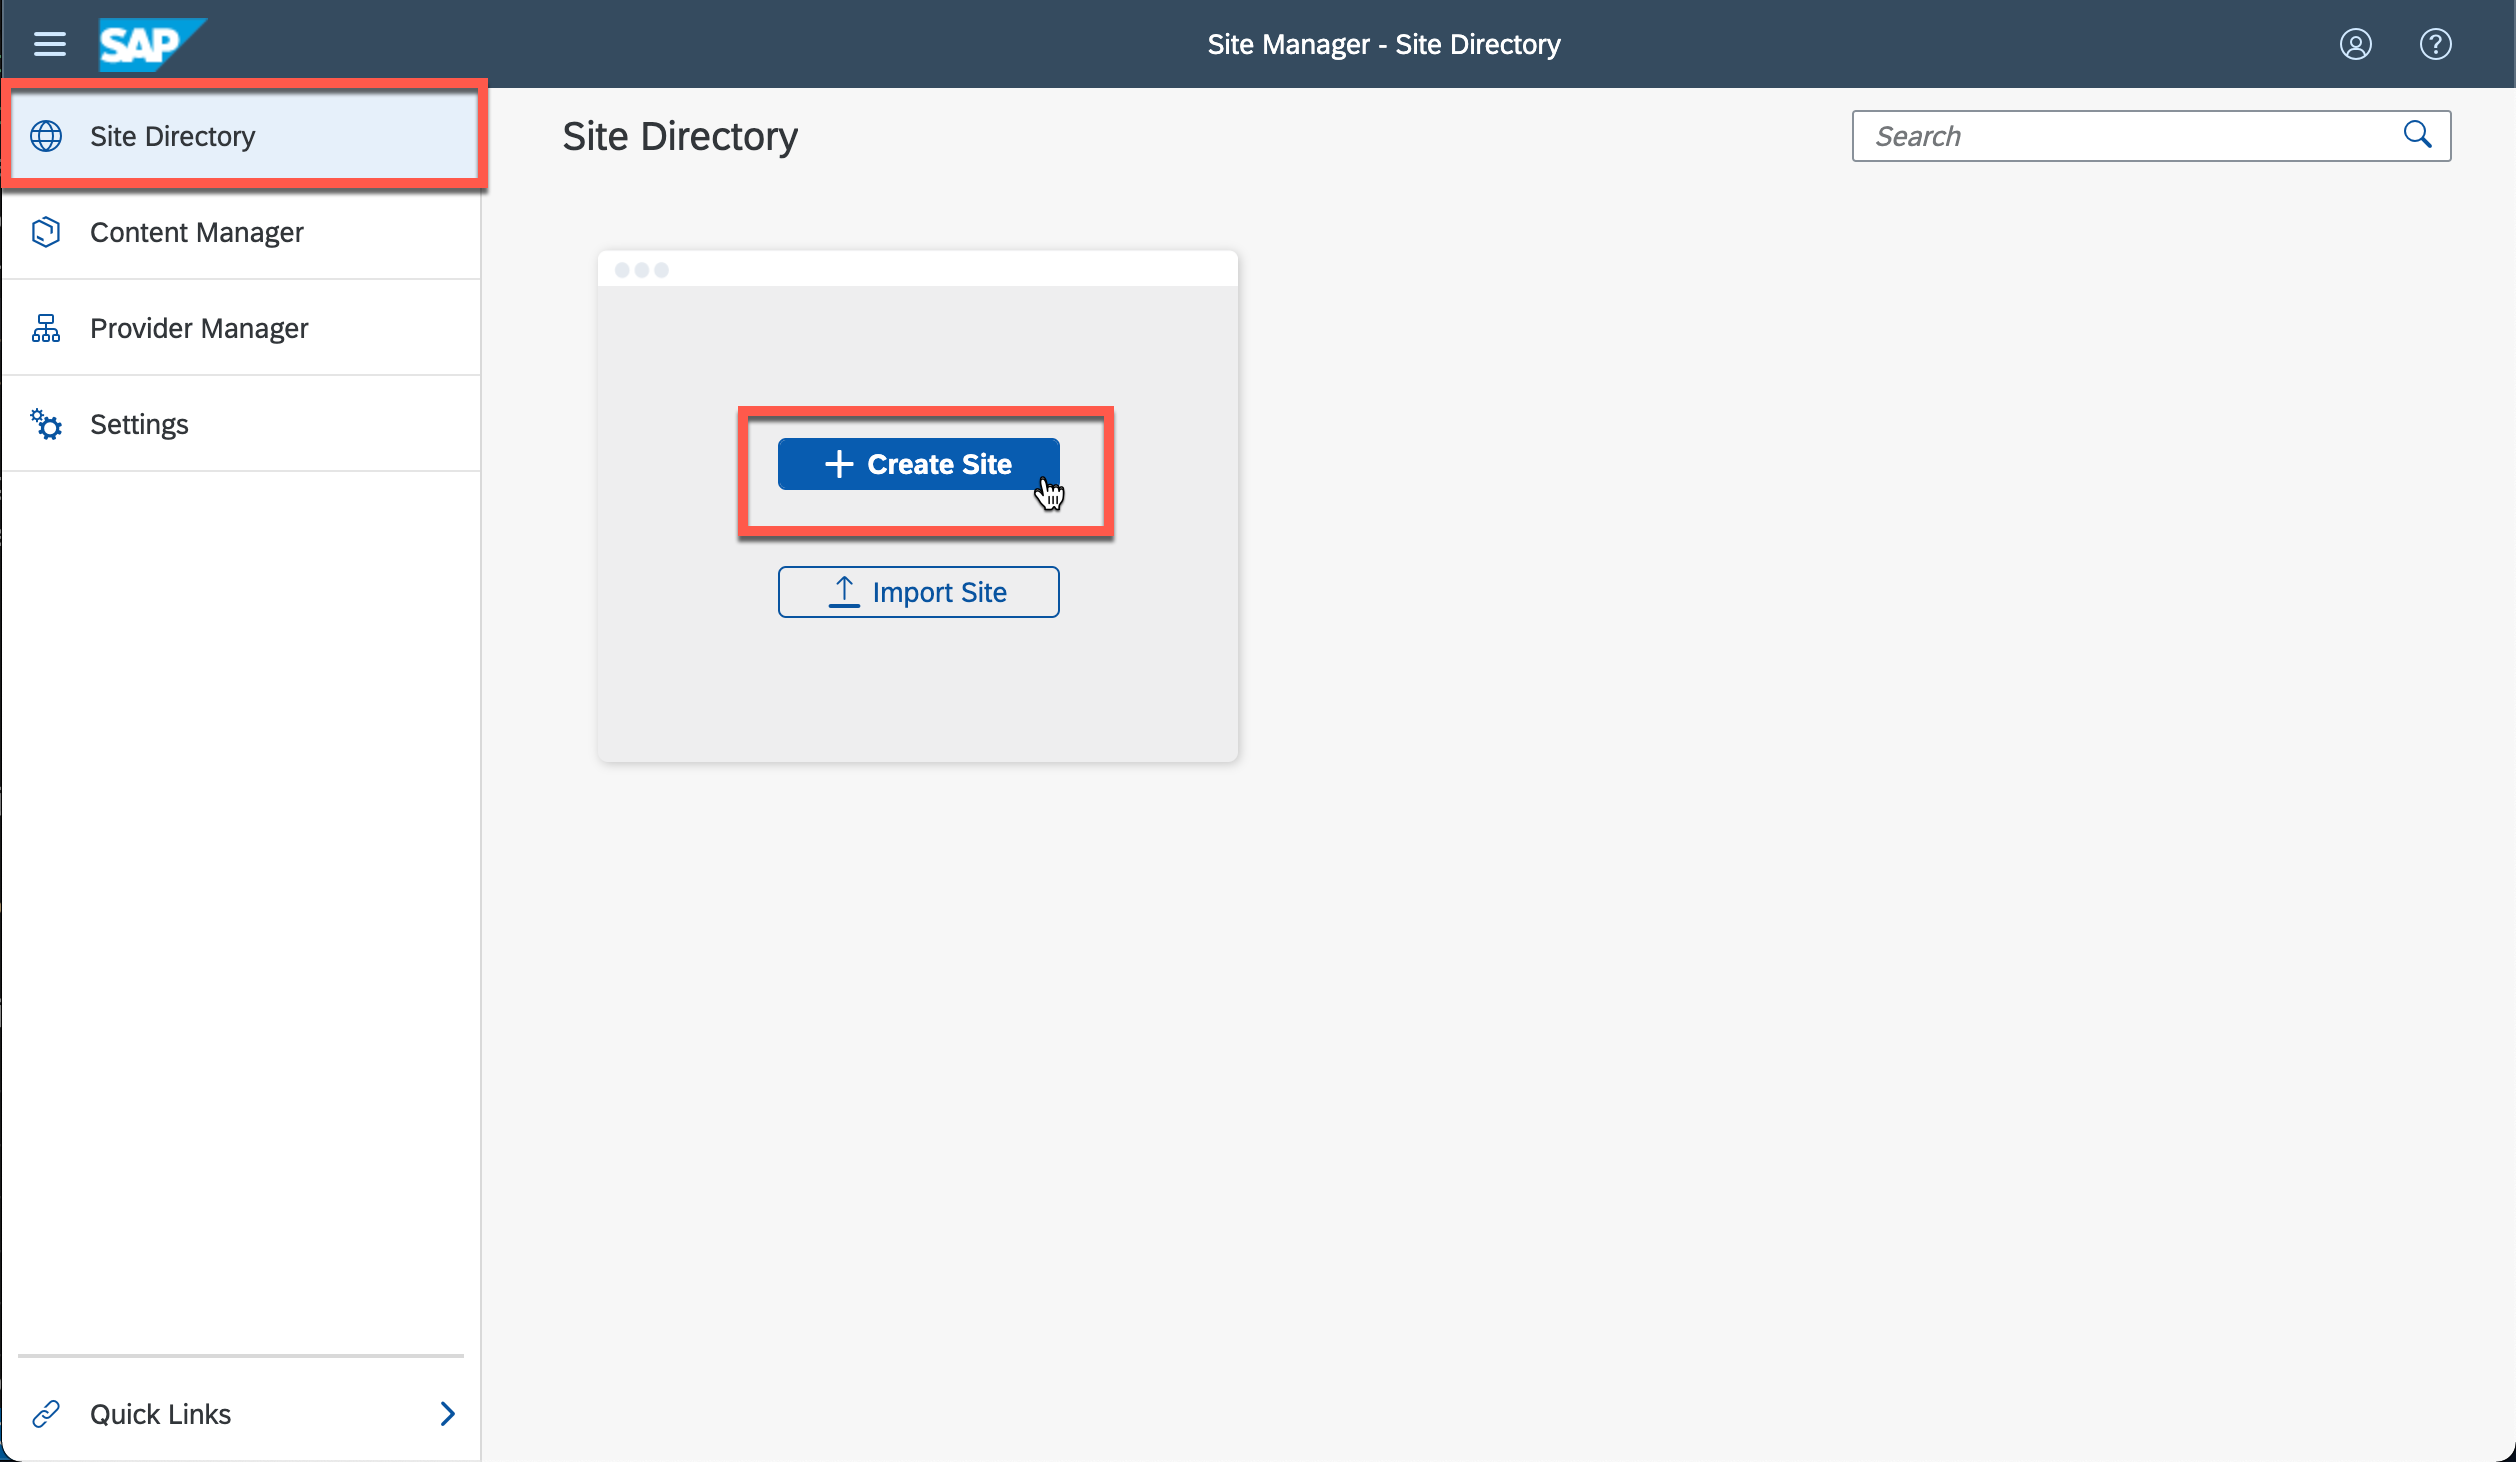 SAP
Site Manager - Site Directory
Site Directory
Content Manager
Provider Manager
Settings
Quick Links
Site Directory
Search
Create Site
Import Site